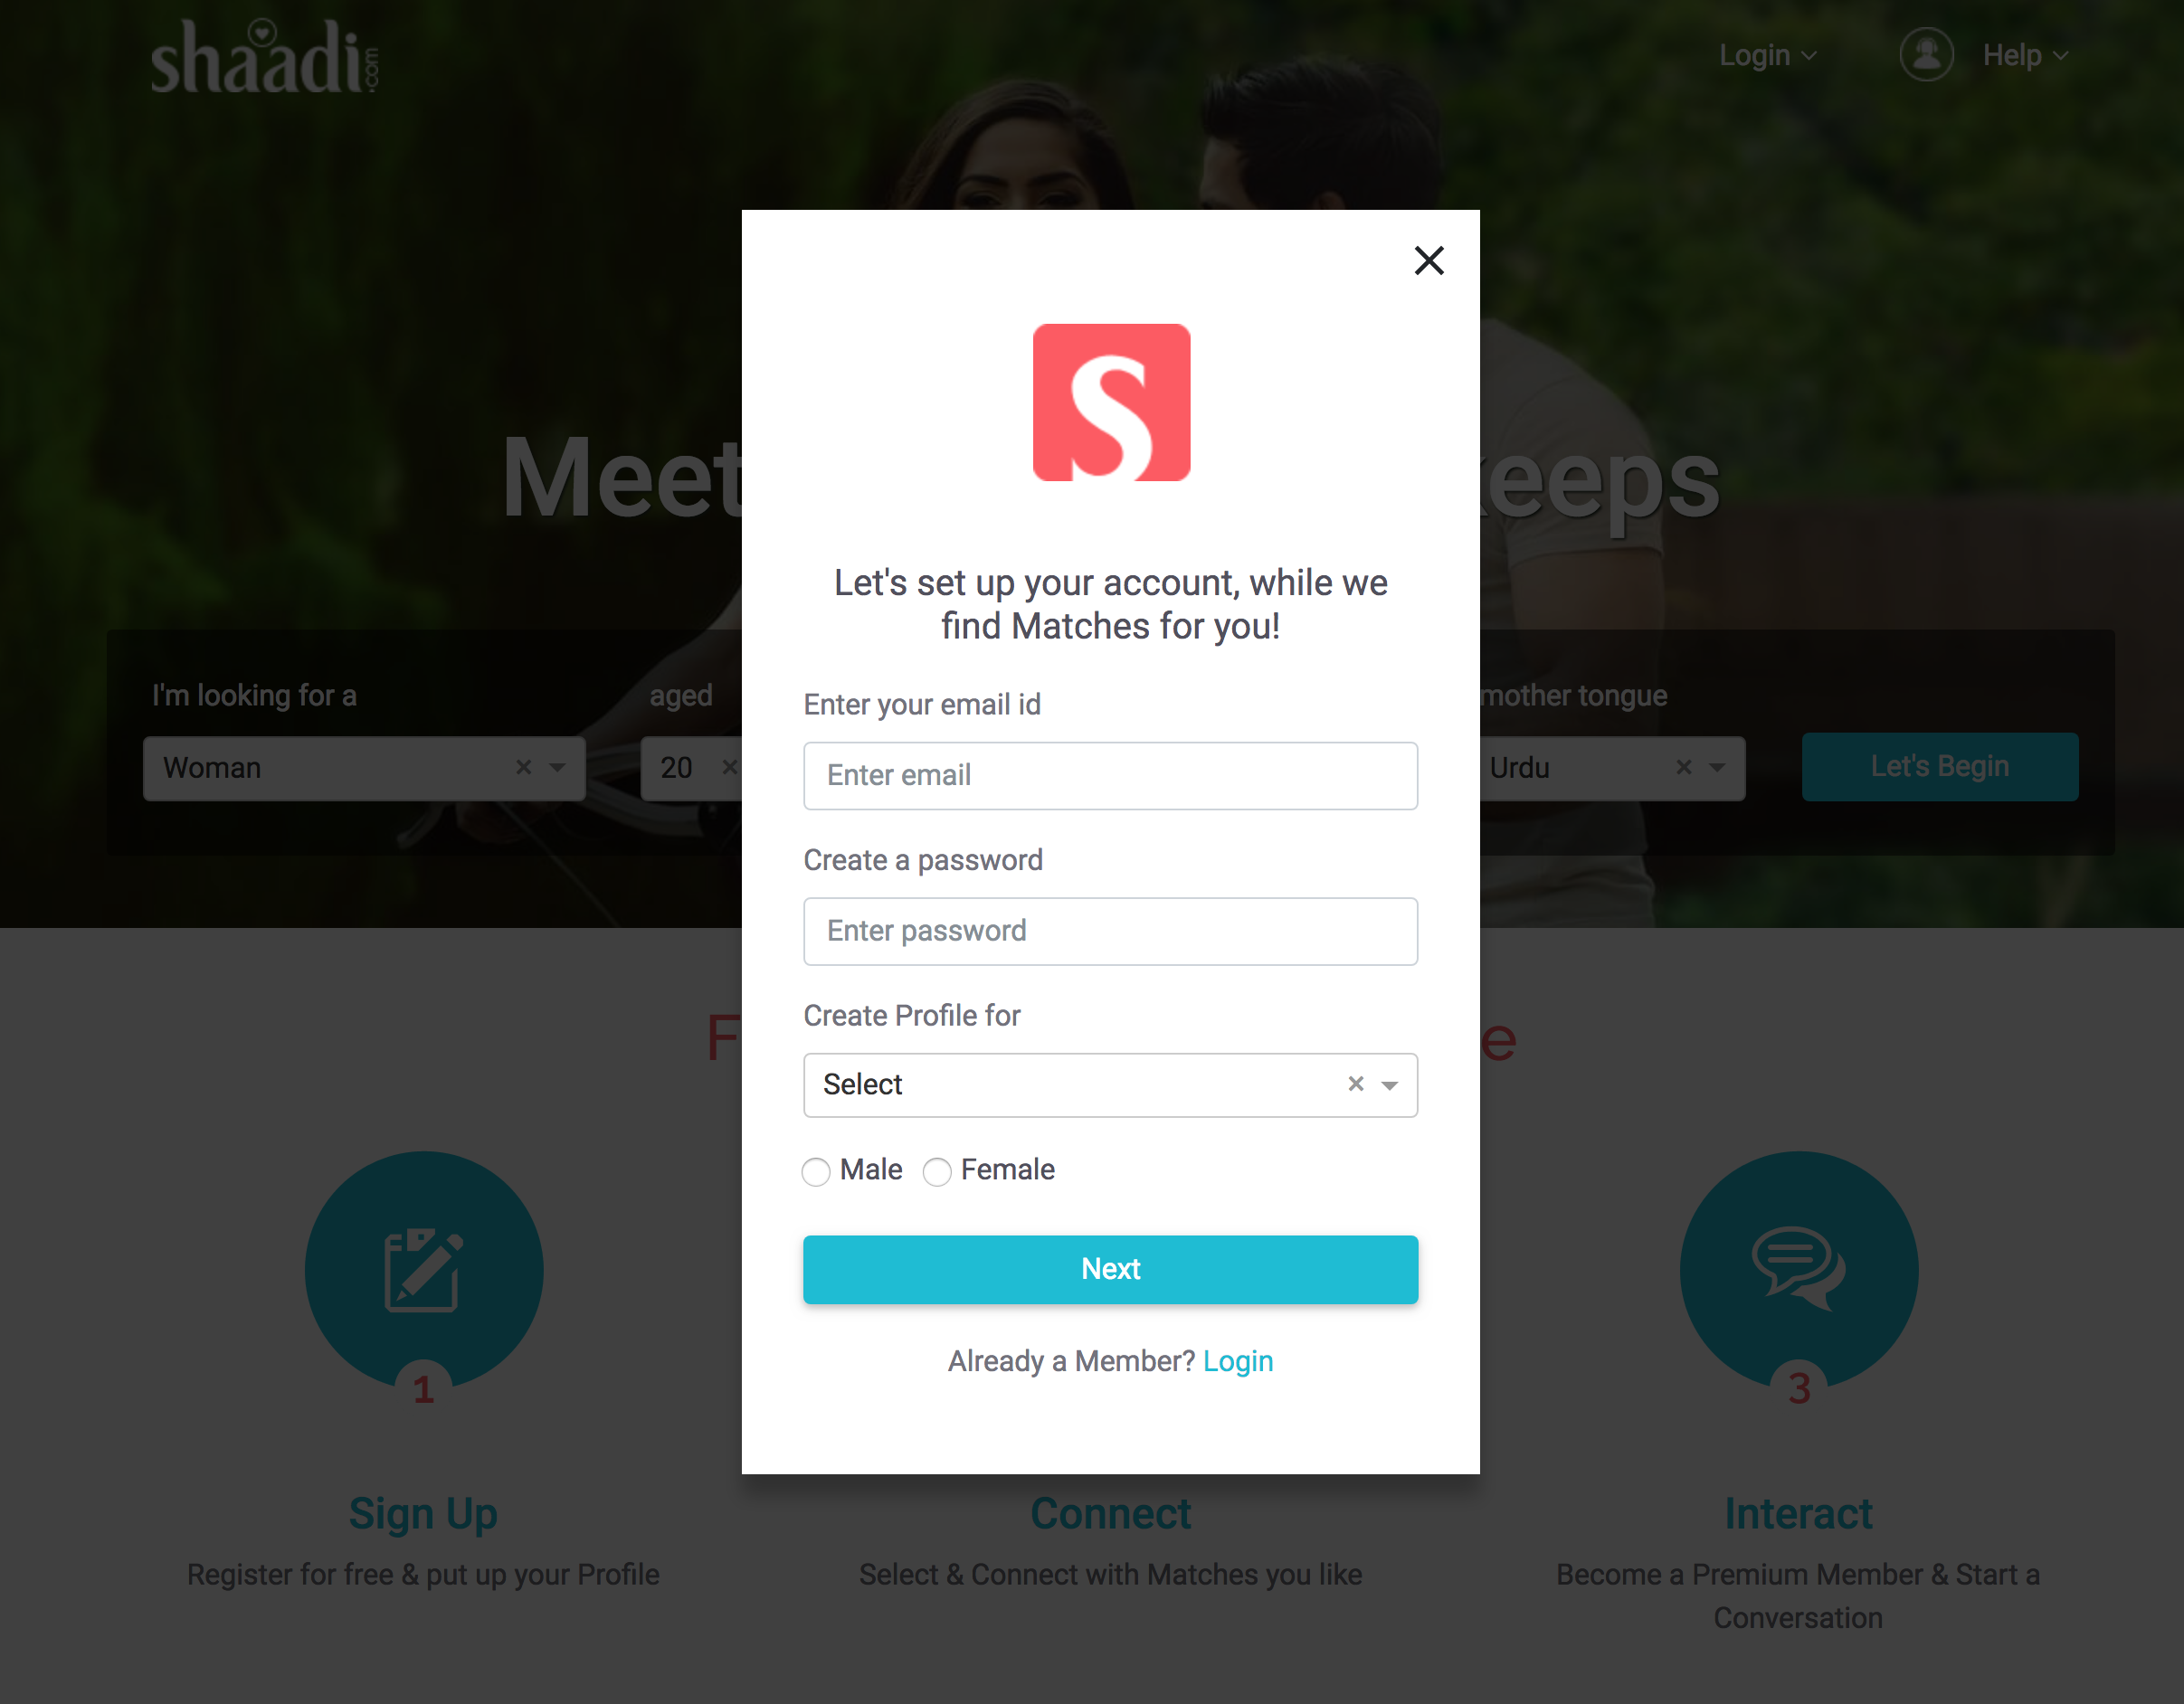 shaadi.com
Login
Help
Meet
keeps
I'm looking for a
aged
mother tongue
Woman
20
Urdu
Let's Begin
S
Let's set up your account, while we
find Matches for you!
Enter your email id
Enter email
Create a password
Enter password
Create Profile for
Select
Male
Female
Next
Already a Member? Login
F
e
1
3
Sign Up
Register for free & put up your Profile
Connect
Select & Connect with Matches you like
Interact
Become a Premium Member & Start a
Conversation